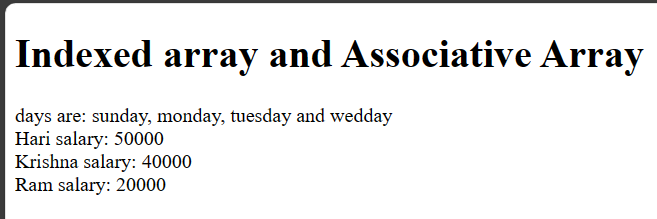 Indexed array and Associative Array
days are: sunday, monday, tuesday and wedday
Hari salary: 50000
Krishna salary: 40000
Ram salary: 20000